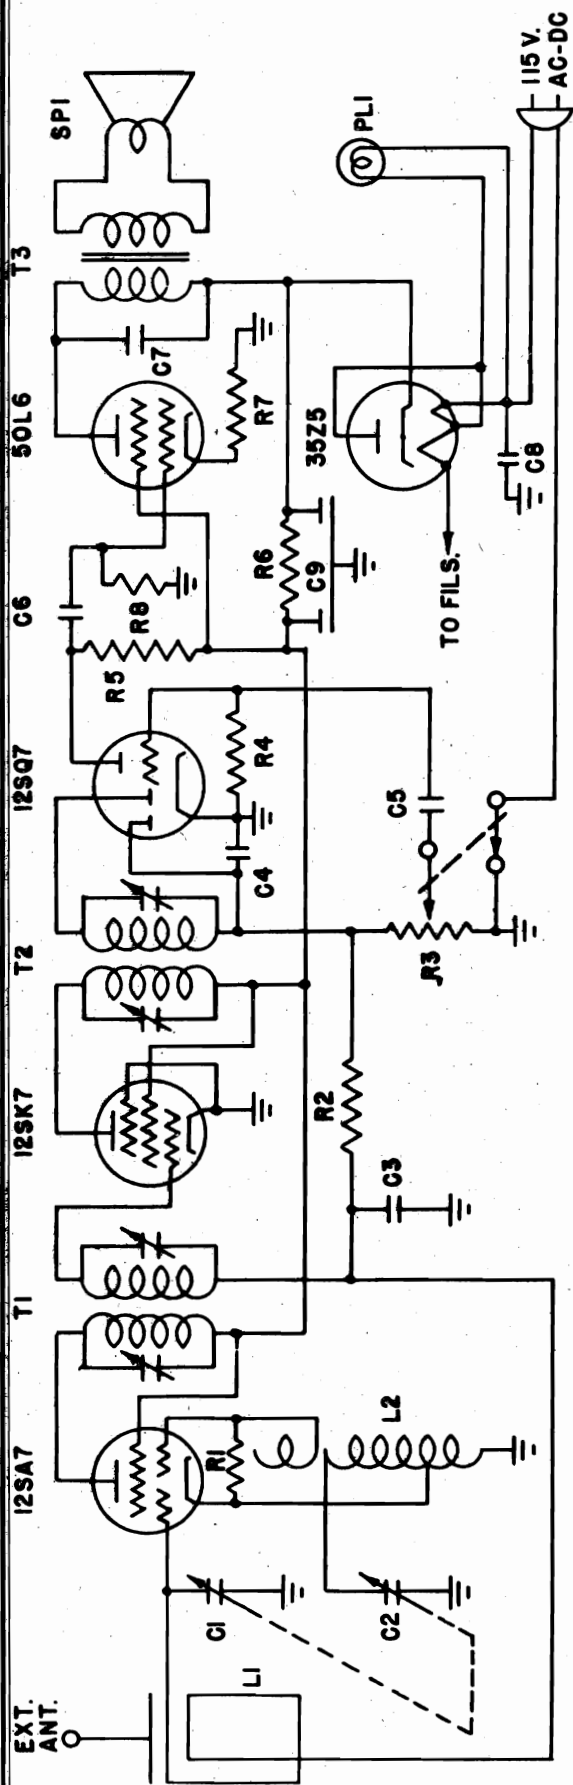 EXT.
ANT.
12SA7
T1
12SK7
T2
12SQ7
C6
50L6
T3
SP1
L1
C1
R1
C2
L2
C3
R2
R3
C4
R4
C5
R5
R8
R6
C9
R7
C7
35Z5
TO FILS.
C8
PL1
115 V.
AC-DC